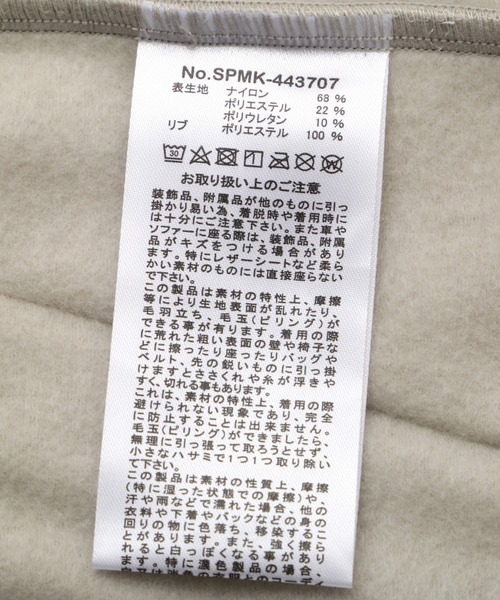 No.SPMK-443707
表生地 ナイロン 68 %
ポリエステル 22 %
ポリウレタン 10 %
リブ ポリエステル 100 %
30
お取り扱い上のご注意
装飾品、附属品が他のものに引っ
掛かり易い為、着脱時や着用時に
は十分にご注意下さい。また車や
ソファーに座る際は、装飾品、附属
品がキズをつける場合があり
ます。特にレザーシートなど柔ら
かい素材のものには直接座らない
で下さい。
この製品は素材の特性上、摩擦
等により生地表面が乱れたり、
毛羽立ち、毛玉(ピリング)が
できる事が有ります。着用の際
に荒れた粗い表面の壁や椅子な
どに擦ったり座ったりバッグや
ベルト、先の鋭いものに引っ掛
けますとささくれや糸が浮きや
すく、切れる事もあります。
これは、素材の特性上、着用の際
避けられない現象であり、完全
に防止することは出来ません。
毛玉(ピリング)ができましたら、
無理に引っ張って取ろうとせず、
小さなハサミで1つ1つ取り除い
て下さい。
この製品は素材の特性上、摩擦
(特に湿った状態での摩擦)や、
汗や雨などで濡れた場合、他の
衣料や下着やバックなどの身の
回りの物に色落ち、移染するこ
とがあります。また、強く擦ら
れると白っぽくなる事があり
ます。特に濃色製品の場合、